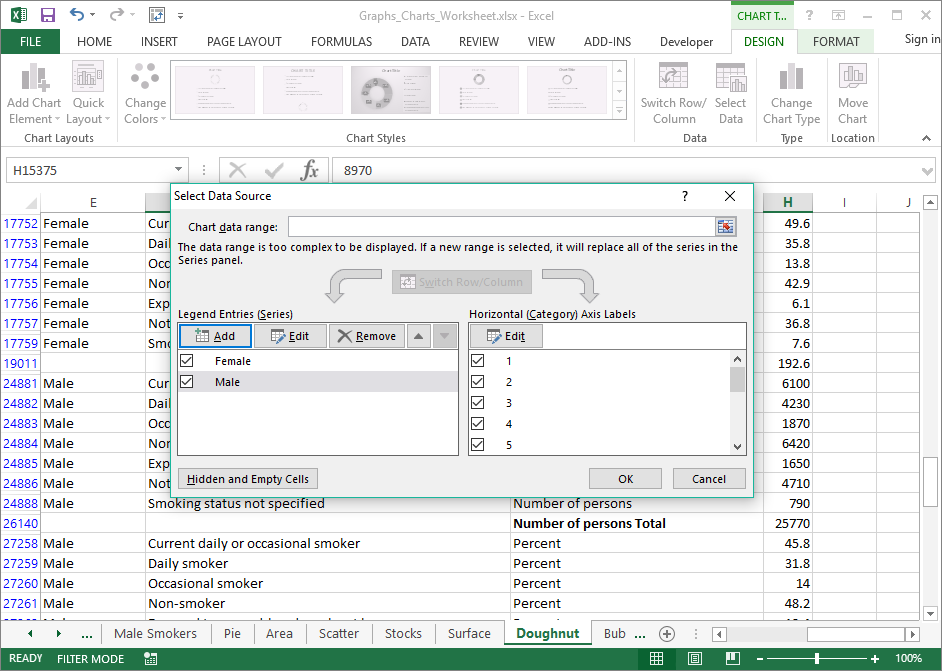 Graphs_Charts_Worksheet.xlsx - Excel
CHART T...
?
FILE
HOME
INSERT
PAGE LAYOUT
FORMULAS
DATA
REVIEW
VIEW
ADD-INS
Developer
DESIGN
FORMAT
Sign in
Add Chart Element
Quick Layout
Change Colors
Switch Row/ Column
Select Data
Change Chart Type
Move Chart
Chart Layouts
Chart Styles
Data
Type
Location
H15375
fx
8970
E
H
I
J
Select Data Source
?
Chart data range:
The data range is too complex to be displayed. If a new range is selected, it will replace all of the series in the
Series panel.
Switch Row/Column
Legend Entries (Series)
Horizontal (Category) Axis Labels
Add
Edit
Remove
Edit
Female
Male
1
2
3
4
5
Hidden and Empty Cells
OK
Cancel
17752 Female Cur 49.6
17753 Female Dail 35.8
17754 Female Occ 13.8
17755 Female Non 42.9
17756 Female Exp 6.1
17757 Female Not 36.8
17759 Female Smo 7.6
19011 192.6
24881 Male Cur 6100
24882 Male Dail 4230
24883 Male Occ 1870
24884 Male Non 6420
24885 Male Exp 1650
24886 Male Not 4710
24888 Male Smoking status not specified Number of persons 790
26140 Number of persons Total 25770
27258 Male Current daily or occasional smoker Percent 45.8
27259 Male Daily smoker Percent 31.8
27260 Male Occasional smoker Percent 14
27261 Male Non-smoker Percent 48.2
...
Male Smokers
Pie
Area
Scatter
Stocks
Surface
Doughnut
Bub ...
READY
FILTER MODE
100%